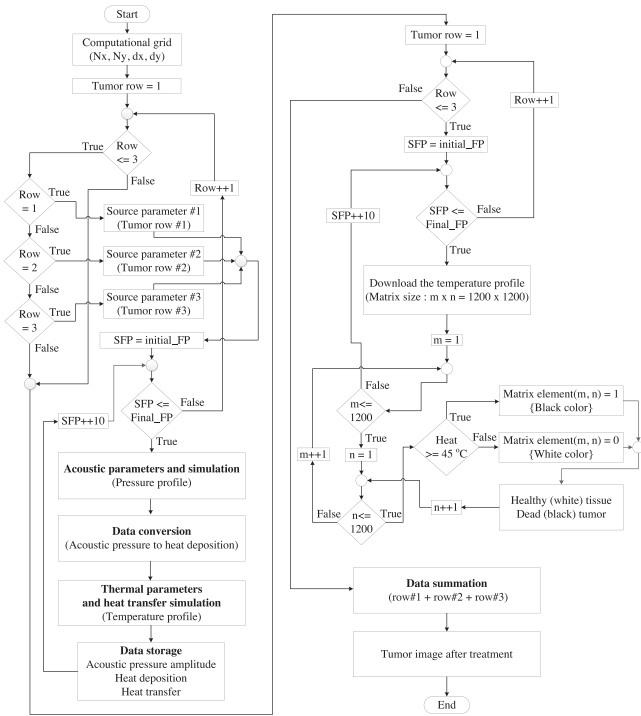 Start
Computational grid
(Nx, Ny, dx, dy)
Tumor row = 1
Row
<= 3
True
False
Row
= 1
True
False
Source parameter #1
(Tumor row #1)
Row++1
Row
= 2
True
False
Source parameter #2
(Tumor row #2)
Row
= 3
True
False
Source parameter #3
(Tumor row #3)
SFP = initial_FP
SFP <=
Final_FP
False
True
SFP++10
Acoustic parameters and simulation
(Pressure profile)
Data conversion
(Acoustic pressure to heat deposition)
Thermal parameters
and heat transfer simulation
(Temperature profile)
Data storage
Acoustic pressure amplitude
Heat deposition
Heat transfer
Tumor row = 1
Row
<= 3
False
True
Row++1
SFP = initial_FP
SFP <=
Final_FP
False
True
SFP++10
Download the temperature profile
(Matrix size : m x n = 1200 x 1200)
m = 1
m<=
1200
False
True
m++1
n = 1
n<=
1200
False
True
Heat
>= 45 °C
True
False
Matrix element(m, n) = 1
{Black color}
Matrix element(m, n) = 0
{White color}
Healthy (white) tissue
Dead (black) tumor
n++1
Data summation
(row#1 + row#2 + row#3)
Tumor image after treatment
End